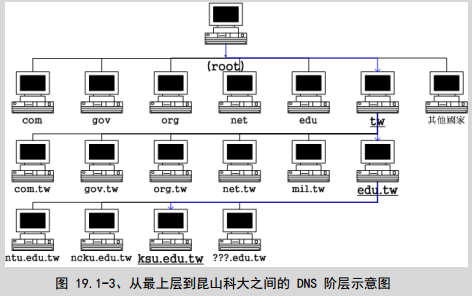 (root)
com gov org net edu tw 其他國家
com.tw gov.tw org.tw net.tw mil.tw edu.tw
ntu.edu.tw ncku.edu.tw ksu.edu.tw ???.edu.tw
图 19.1-3、从最上层到昆山科大之间的 DNS 阶层示意图